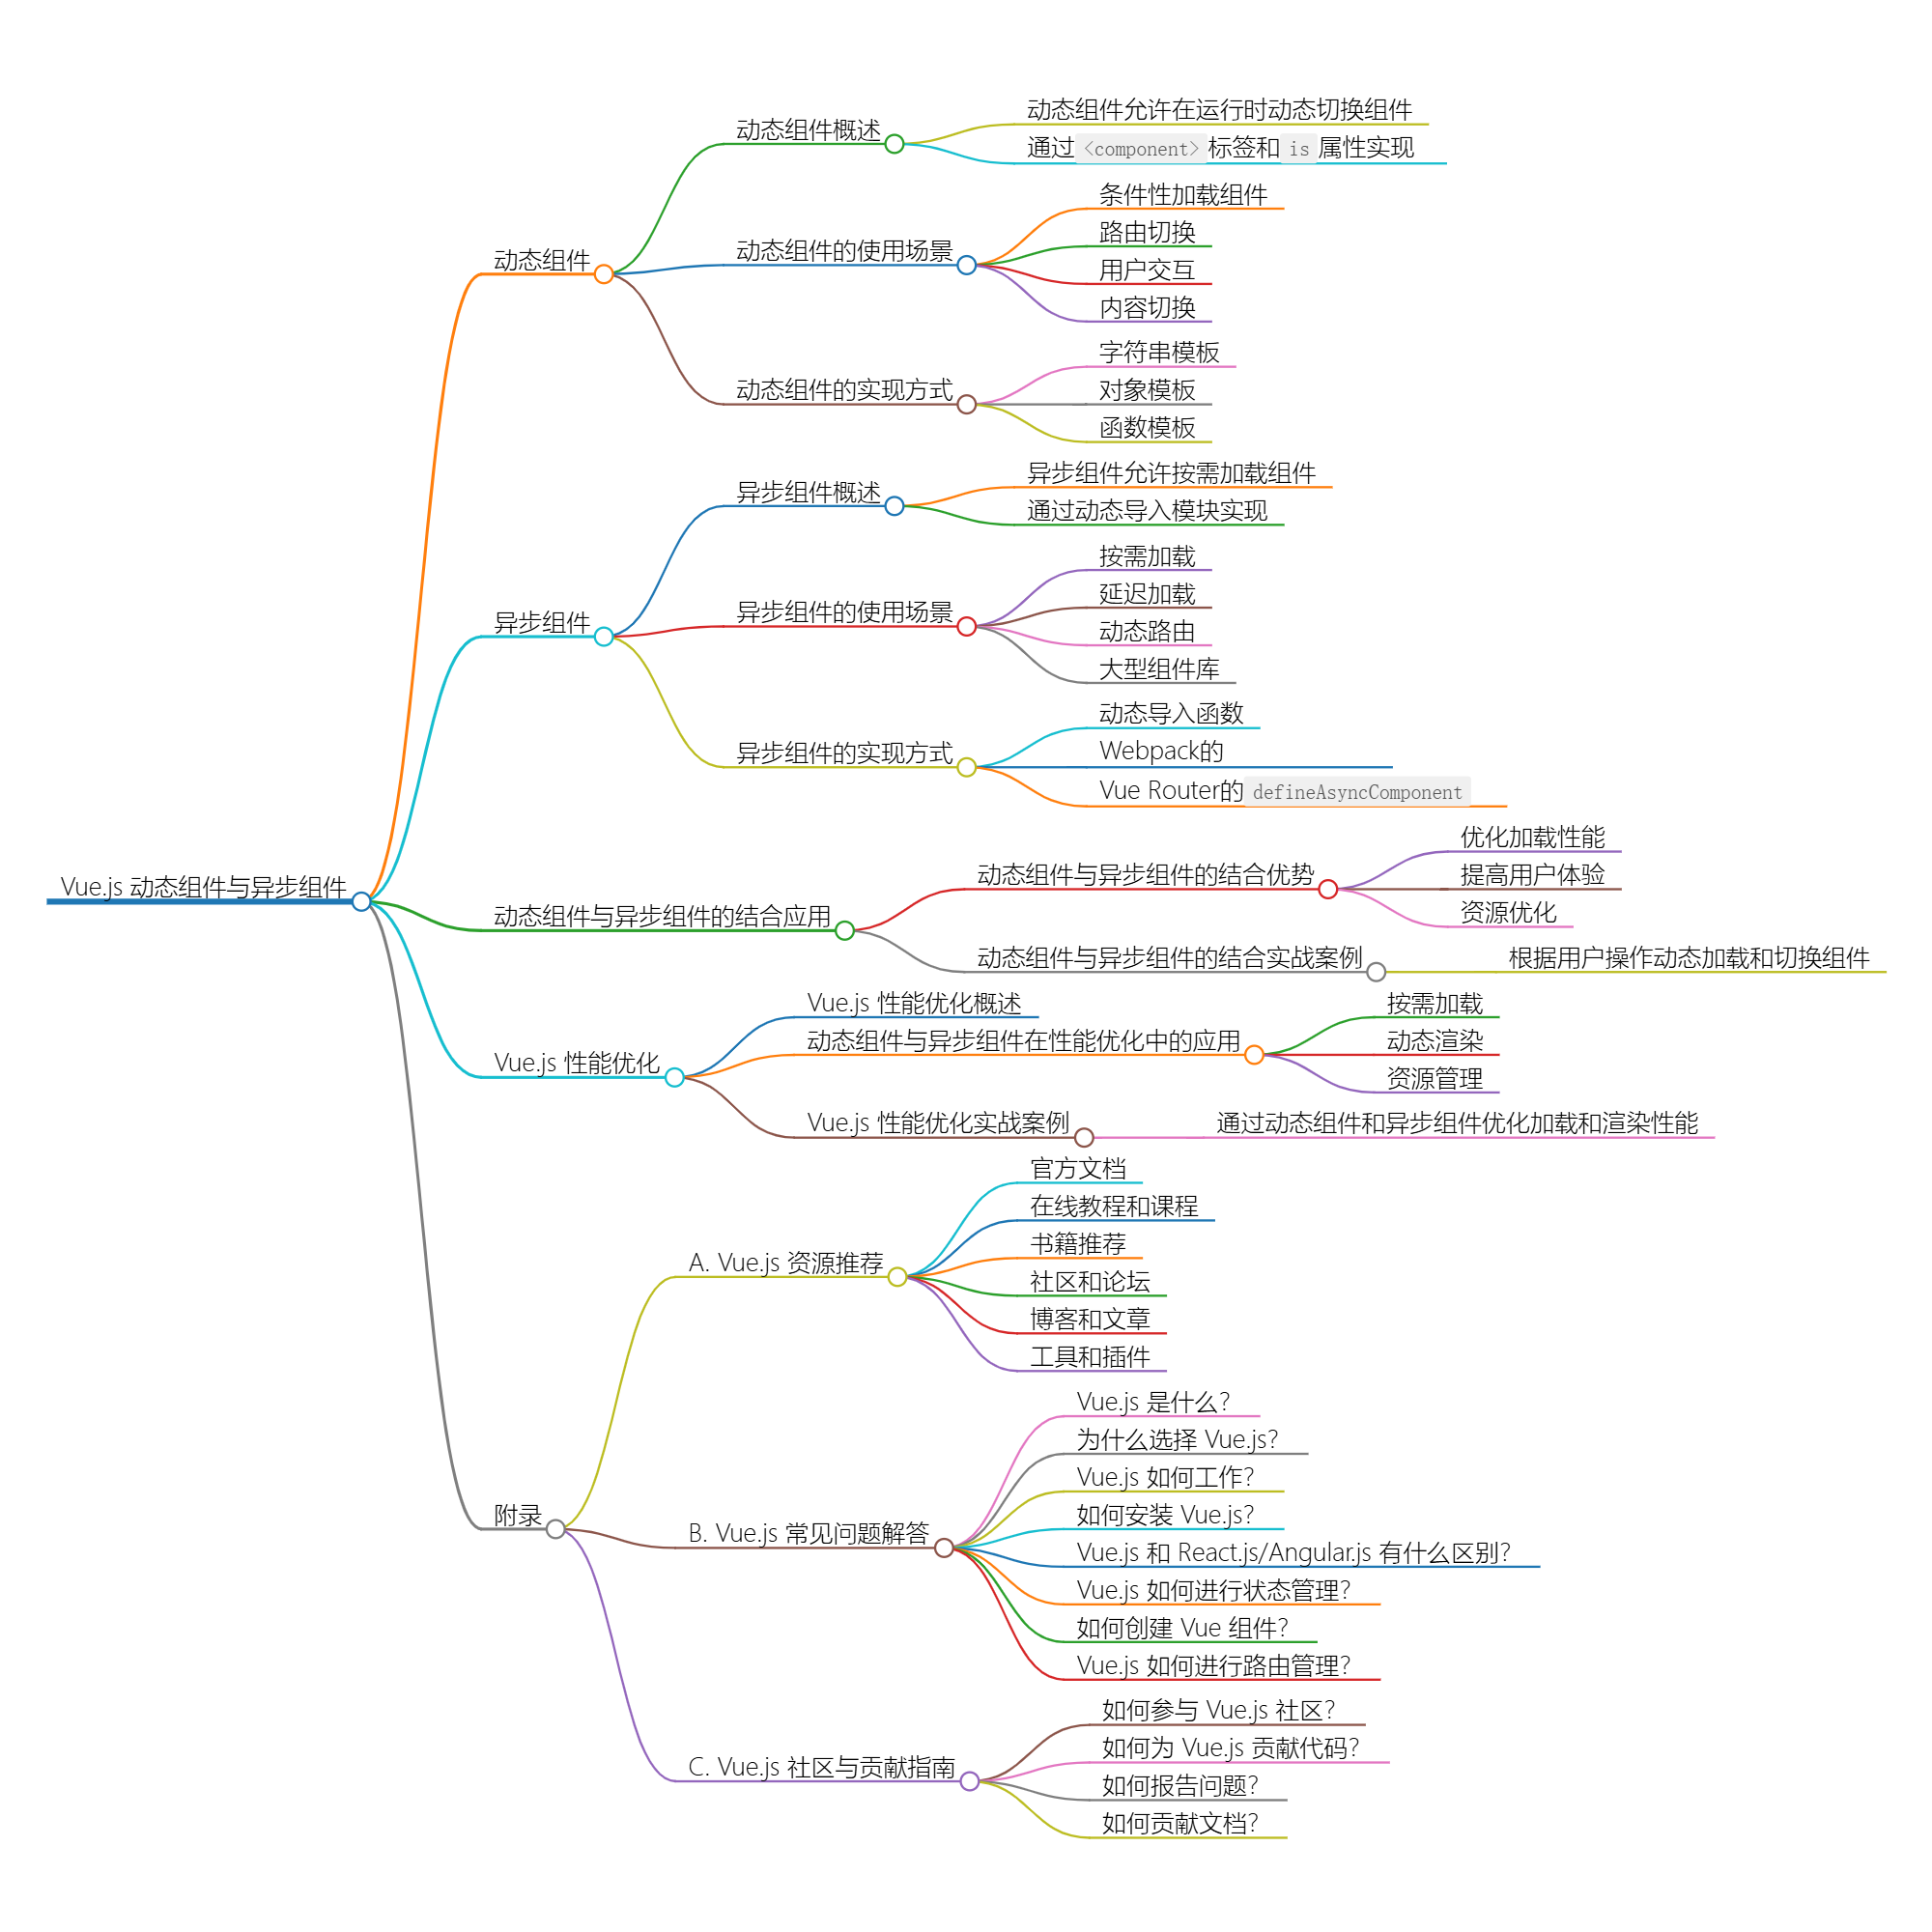 Vue.js 动态组件与异步组件
动态组件
动态组件概述
动态组件允许在运行时动态切换组件
通过<component>标签和is属性实现
动态组件的使用场景
条件性加载组件
路由切换
用户交互
内容切换
动态组件的实现方式
字符串模板
对象模板
函数模板
异步组件
异步组件概述
异步组件允许按需加载组件
通过动态导入模块实现
异步组件的使用场景
按需加载
延迟加载
动态路由
大型组件库
异步组件的实现方式
动态导入函数
Webpack的
Vue Router的defineAsyncComponent
动态组件与异步组件的结合应用
动态组件与异步组件的结合优势
优化加载性能
提高用户体验
资源优化
动态组件与异步组件的结合实战案例
根据用户操作动态加载和切换组件
Vue.js 性能优化
Vue.js 性能优化概述
动态组件与异步组件在性能优化中的应用
按需加载
动态渲染
资源管理
Vue.js 性能优化实战案例
通过动态组件和异步组件优化加载和渲染性能
附录
A. Vue.js 资源推荐
官方文档
在线教程和课程
书籍推荐
社区和论坛
博客和文章
工具和插件
B. Vue.js 常见问题解答
Vue.js 是什么?
为什么选择 Vue.js?
Vue.js 如何工作?
如何安装 Vue.js?
Vue.js 和 React.js/Angular.js 有什么区别?
Vue.js 如何进行状态管理?
如何创建 Vue 组件?
Vue.js 如何进行路由管理?
C. Vue.js 社区与贡献指南
如何参与 Vue.js 社区?
如何为 Vue.js 贡献代码?
如何报告问题?
如何贡献文档?